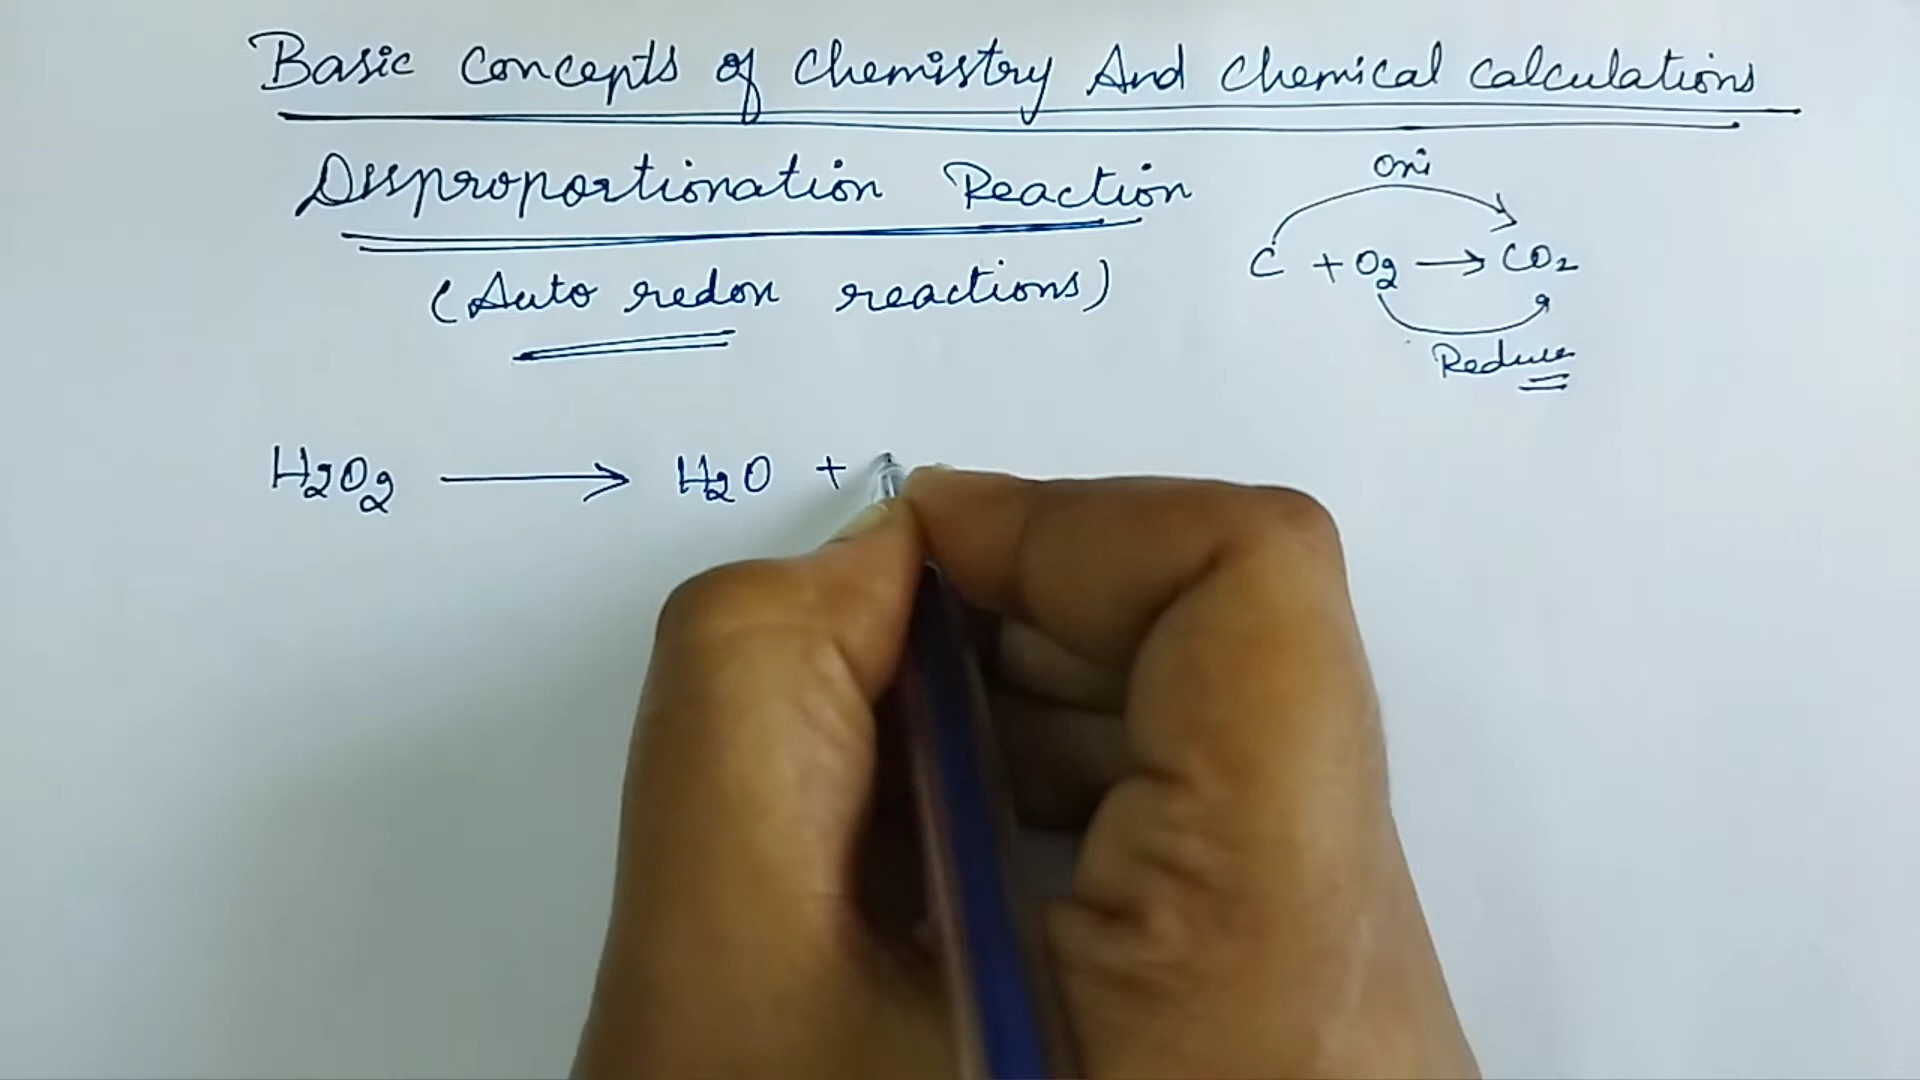 Basic Concepts of Chemistry And Chemical Calculations
Disproportionation Reaction
(Auto redox reactions)
Oxi
C + O2 → CO2
Reduce
H2O2 → H2O +